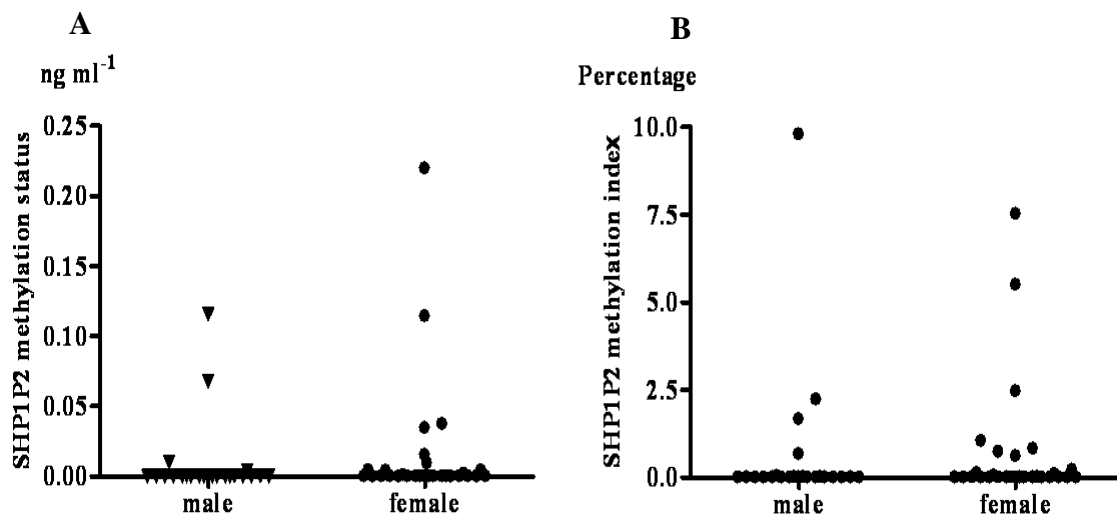 A
ng ml⁻¹
SHP1P2 methylation status
0.25
0.20
0.15
0.10
0.05
0.00
male female
B
Percentage
SHP1P2 methylation index
10.0
7.5
5.0
2.5
0.0
male female